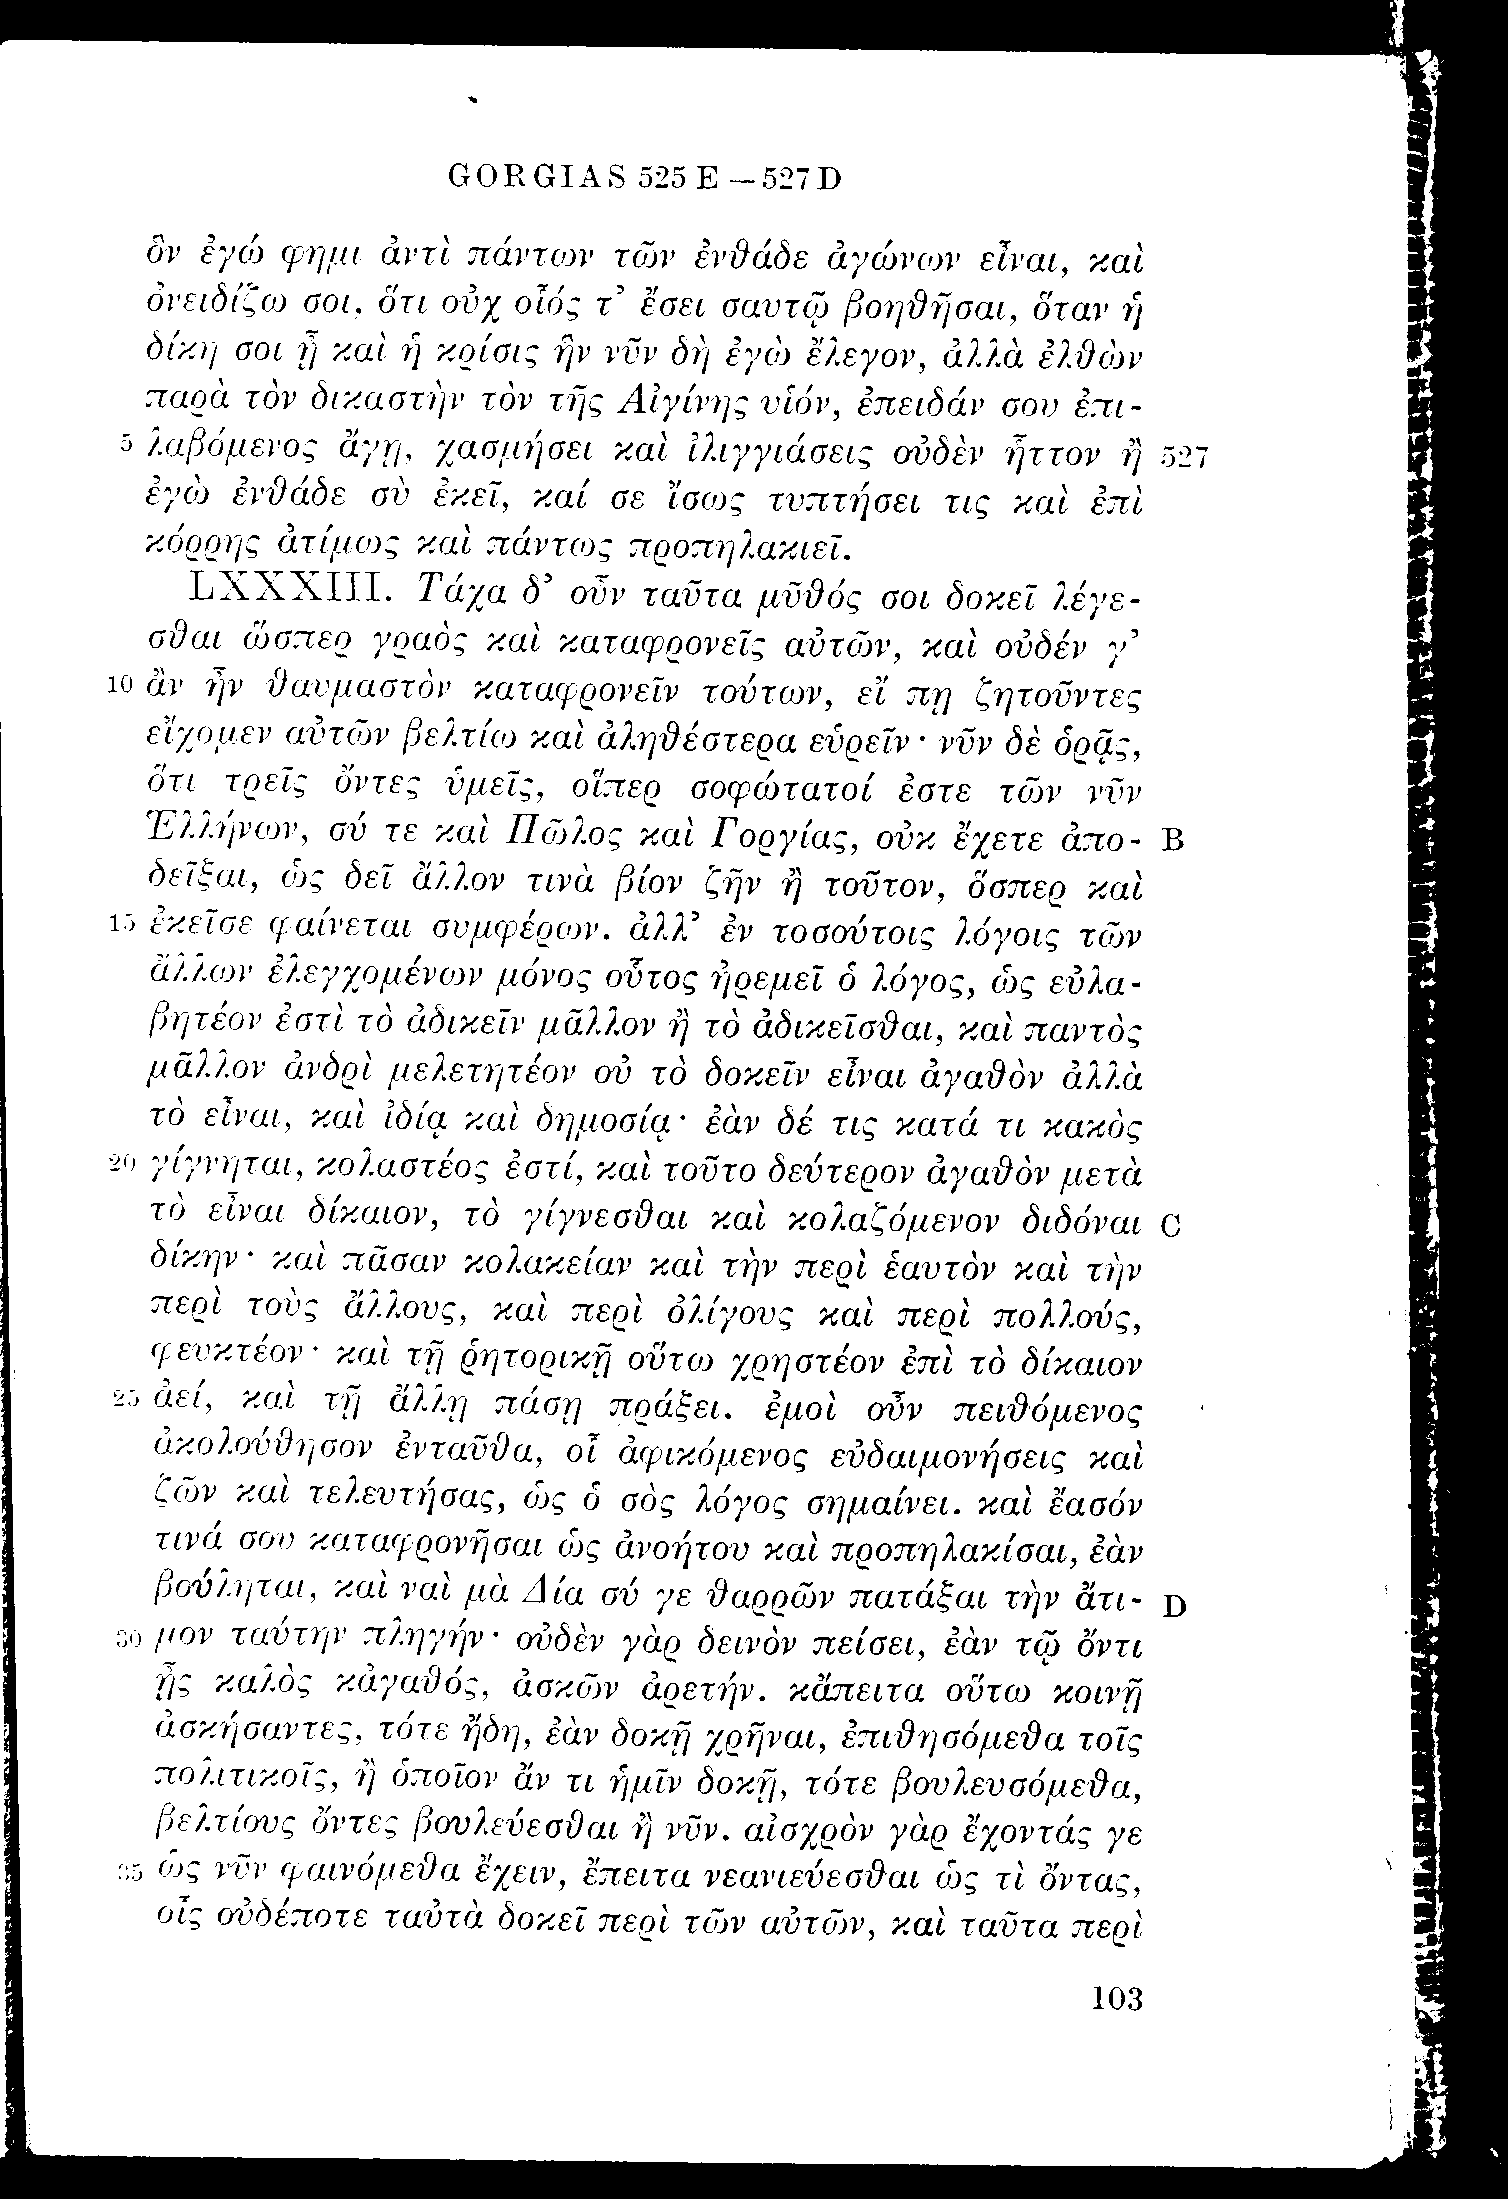 GORGIAS 525 E — 527 D
ὃν ἐγώ φημι ἀντὶ πάντων τῶν ἐνθάδε ἀγώνων εἶναι, καὶ
ὀνειδίζω σοι, ὅτι οὐχ οἷός τ’ ἔσει σαυτῷ βοηθῆσαι, ὅταν ἡ
δίκη σοι ᾖ καὶ ἡ κρίσις ἣν νῦν δὴ ἐγὼ ἔλεγον, ἀλλὰ ἐλθὼν
παρὰ τὸν δικαστὴν τὸν τῆς Αἰγίνης υἱόν, ἐπειδάν σου ἐπι-
5 λαβόμενος ἄγῃ, χασμήσει καὶ ἰλιγγιάσεις οὐδὲν ἧττον ἢ 527
ἐγὼ ἐνθάδε σὺ ἐκεῖ, καί σε ἴσως τυπτήσει τις καὶ ἐπὶ
κόρρης ἀτίμως καὶ πάντως προπηλακιεῖ.
LXXXIII. Τάχα δ’ οὖν ταῦτα μῦθός σοι δοκεῖ λέγε-
σθαι ὥσπερ γραὸς καὶ καταφρονεῖς αὐτῶν, καὶ οὐδέν γ’
10 ἂν ἦν θαυμαστὸν καταφρονεῖν τούτων, εἴ πῃ ζητοῦντες
εἴχομεν αὐτῶν βελτίω καὶ ἀληθέστερα εὑρεῖν· νῦν δὲ ὁρᾷς,
ὅτι τρεῖς ὄντες ὑμεῖς, οἵπερ σοφώτατοί ἐστε τῶν νῦν
Ἑλλήνων, σύ τε καὶ Πῶλος καὶ Γοργίας, οὐκ ἔχετε ἀπο- B
δεῖξαι, ὡς δεῖ ἄλλον τινὰ βίον ζῆν ἢ τοῦτον, ὅσπερ καὶ
15 ἐκεῖσε φαίνεται συμφέρων. ἀλλ’ ἐν τοσούτοις λόγοις τῶν
ἄλλων ἐλεγχομένων μόνος οὗτος ἠρεμεῖ ὁ λόγος, ὡς εὐλα-
βητέον ἐστὶ τὸ ἀδικεῖν μᾶλλον ἢ τὸ ἀδικεῖσθαι, καὶ παντὸς
μᾶλλον ἀνδρὶ μελετητέον οὐ τὸ δοκεῖν εἶναι ἀγαθὸν ἀλλὰ
τὸ εἶναι, καὶ ἰδίᾳ καὶ δημοσίᾳ· ἐὰν δέ τις κατά τι κακὸς
20 γίγνηται, κολαστέος ἐστί, καὶ τοῦτο δεύτερον ἀγαθὸν μετὰ
τὸ εἶναι δίκαιον, τὸ γίγνεσθαι καὶ κολαζόμενον διδόναι C
δίκην· καὶ πᾶσαν κολακείαν καὶ τὴν περὶ ἑαυτὸν καὶ τὴν
περὶ τοὺς ἄλλους, καὶ περὶ ὀλίγους καὶ περὶ πολλούς,
φευκτέον· καὶ τῇ ῥητορικῇ οὕτω χρηστέον ἐπὶ τὸ δίκαιον
25 ἀεί, καὶ τῇ ἄλλῃ πάσῃ πράξει. ἐμοὶ οὖν πειθόμενος
ἀκολούθησον ἐνταῦθα, οἷ ἀφικόμενος εὐδαιμονήσεις καὶ
ζῶν καὶ τελευτήσας, ὡς ὁ σὸς λόγος σημαίνει. καὶ ἔασόν
τινά σου καταφρονῆσαι ὡς ἀνοήτου καὶ προπηλακίσαι, ἐὰν
βούληται, καὶ ναὶ μὰ Δία σύ γε θαρρῶν πατάξαι τὴν ἄτι- D
30 μον ταύτην πληγήν· οὐδὲν γὰρ δεινὸν πείσει, ἐὰν τῷ ὄντι
ᾖς καλὸς κἀγαθός, ἀσκῶν ἀρετήν. κἄπειτα οὕτω κοινῇ
ἀσκήσαντες, τότε ἤδη, ἐὰν δοκῇ χρῆναι, ἐπιθησόμεθα τοῖς
πολιτικοῖς, ἢ ὁποῖον ἄν τι ἡμῖν δοκῇ, τότε βουλευσόμεθα,
βελτίους ὄντες βουλεύεσθαι ἢ νῦν. αἰσχρὸν γὰρ ἔχοντάς γε
35 ὡς νῦν φαινόμεθα ἔχειν, ἔπειτα νεανιεύεσθαι ὡς τὶ ὄντας,
οἷς οὐδέποτε ταὐτὰ δοκεῖ περὶ τῶν αὐτῶν, καὶ ταῦτα περὶ
103